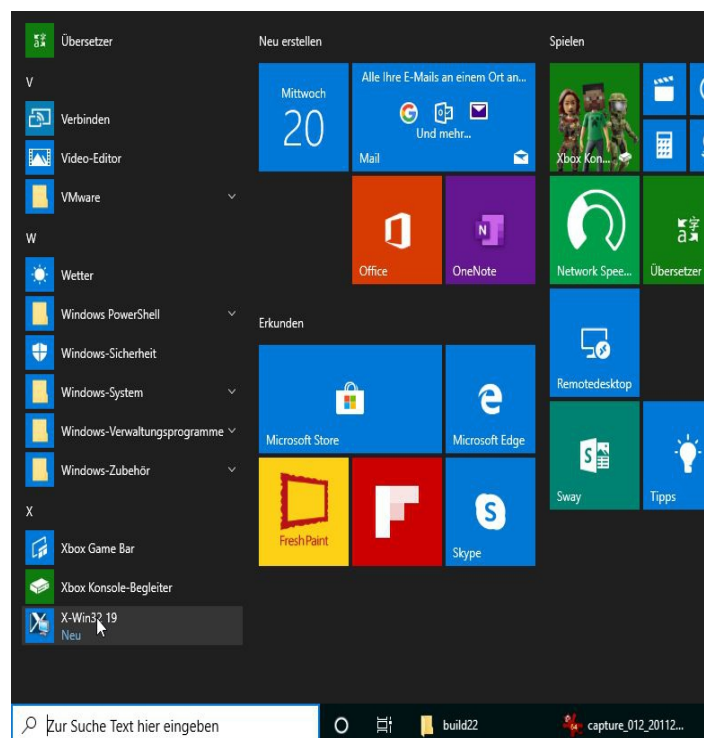 Übersetzer
V
Verbinden
Video-Editor
VMware
W
Wetter
Windows PowerShell
Windows-Sicherheit
Windows-System
Windows-Verwaltungsprogramme
Windows-Zubehör
X
Xbox Game Bar
Xbox Konsole-Begleiter
X-Win32 19
Neu
Neu erstellen
Mittwoch
20
Alle Ihre E-Mails an einem Ort an...
Und mehr...
Mail
Office
OneNote
Erkunden
Microsoft Store
Microsoft Edge
Fresh Paint
Skype
Spielen
Xbox Kon...
Network Spee...
Übersetzer
Remotedesktop
Sway
Tipps
Zur Suche Text hier eingeben
build22
capture_012_20112...